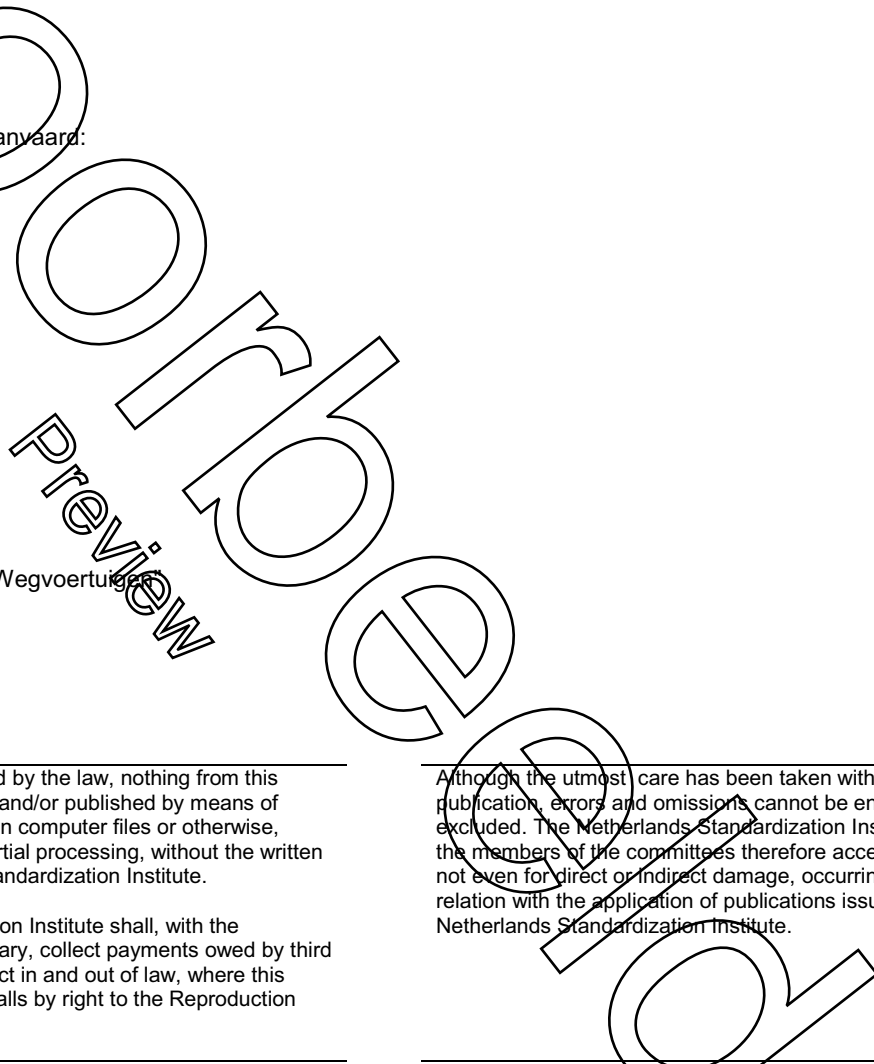 anvaard:
Wegvoertuigen"
d by the law, nothing from this
and/or published by means of
n computer files or otherwise,
rtial processing, without the written
andardization Institute.
on Institute shall, with the
ary, collect payments owed by third
ct in and out of law, where this
alls by right to the Reproduction
Although the utmost care has been taken with
publication, errors and omissions cannot be en
excluded. The Netherlands Standardization Ins
the members of the committees therefore acce
not even for direct or indirect damage, occurrin
relation with the application of publications issu
Netherlands Standardization Institute.
oorbeeld
Preview